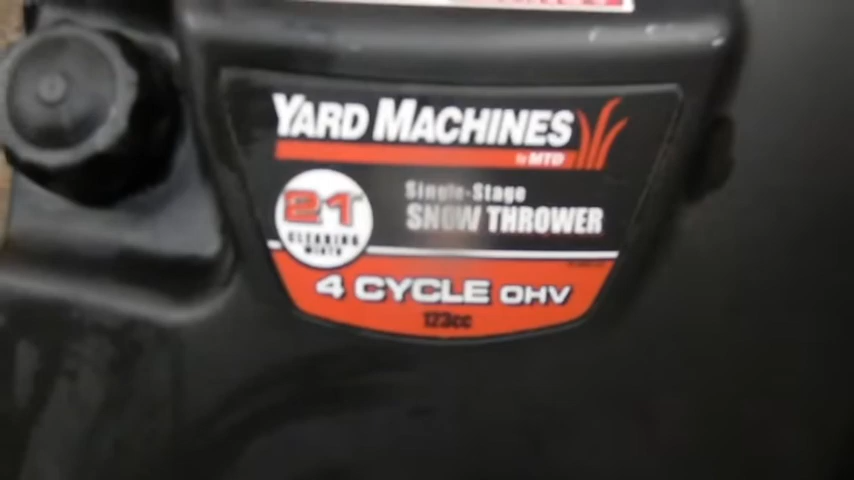 YARD MACHINES
by MTD
21"
CLEARING
WIDTH
Single-Stage
SNOW THROWER
4 CYCLE OHV
123cc